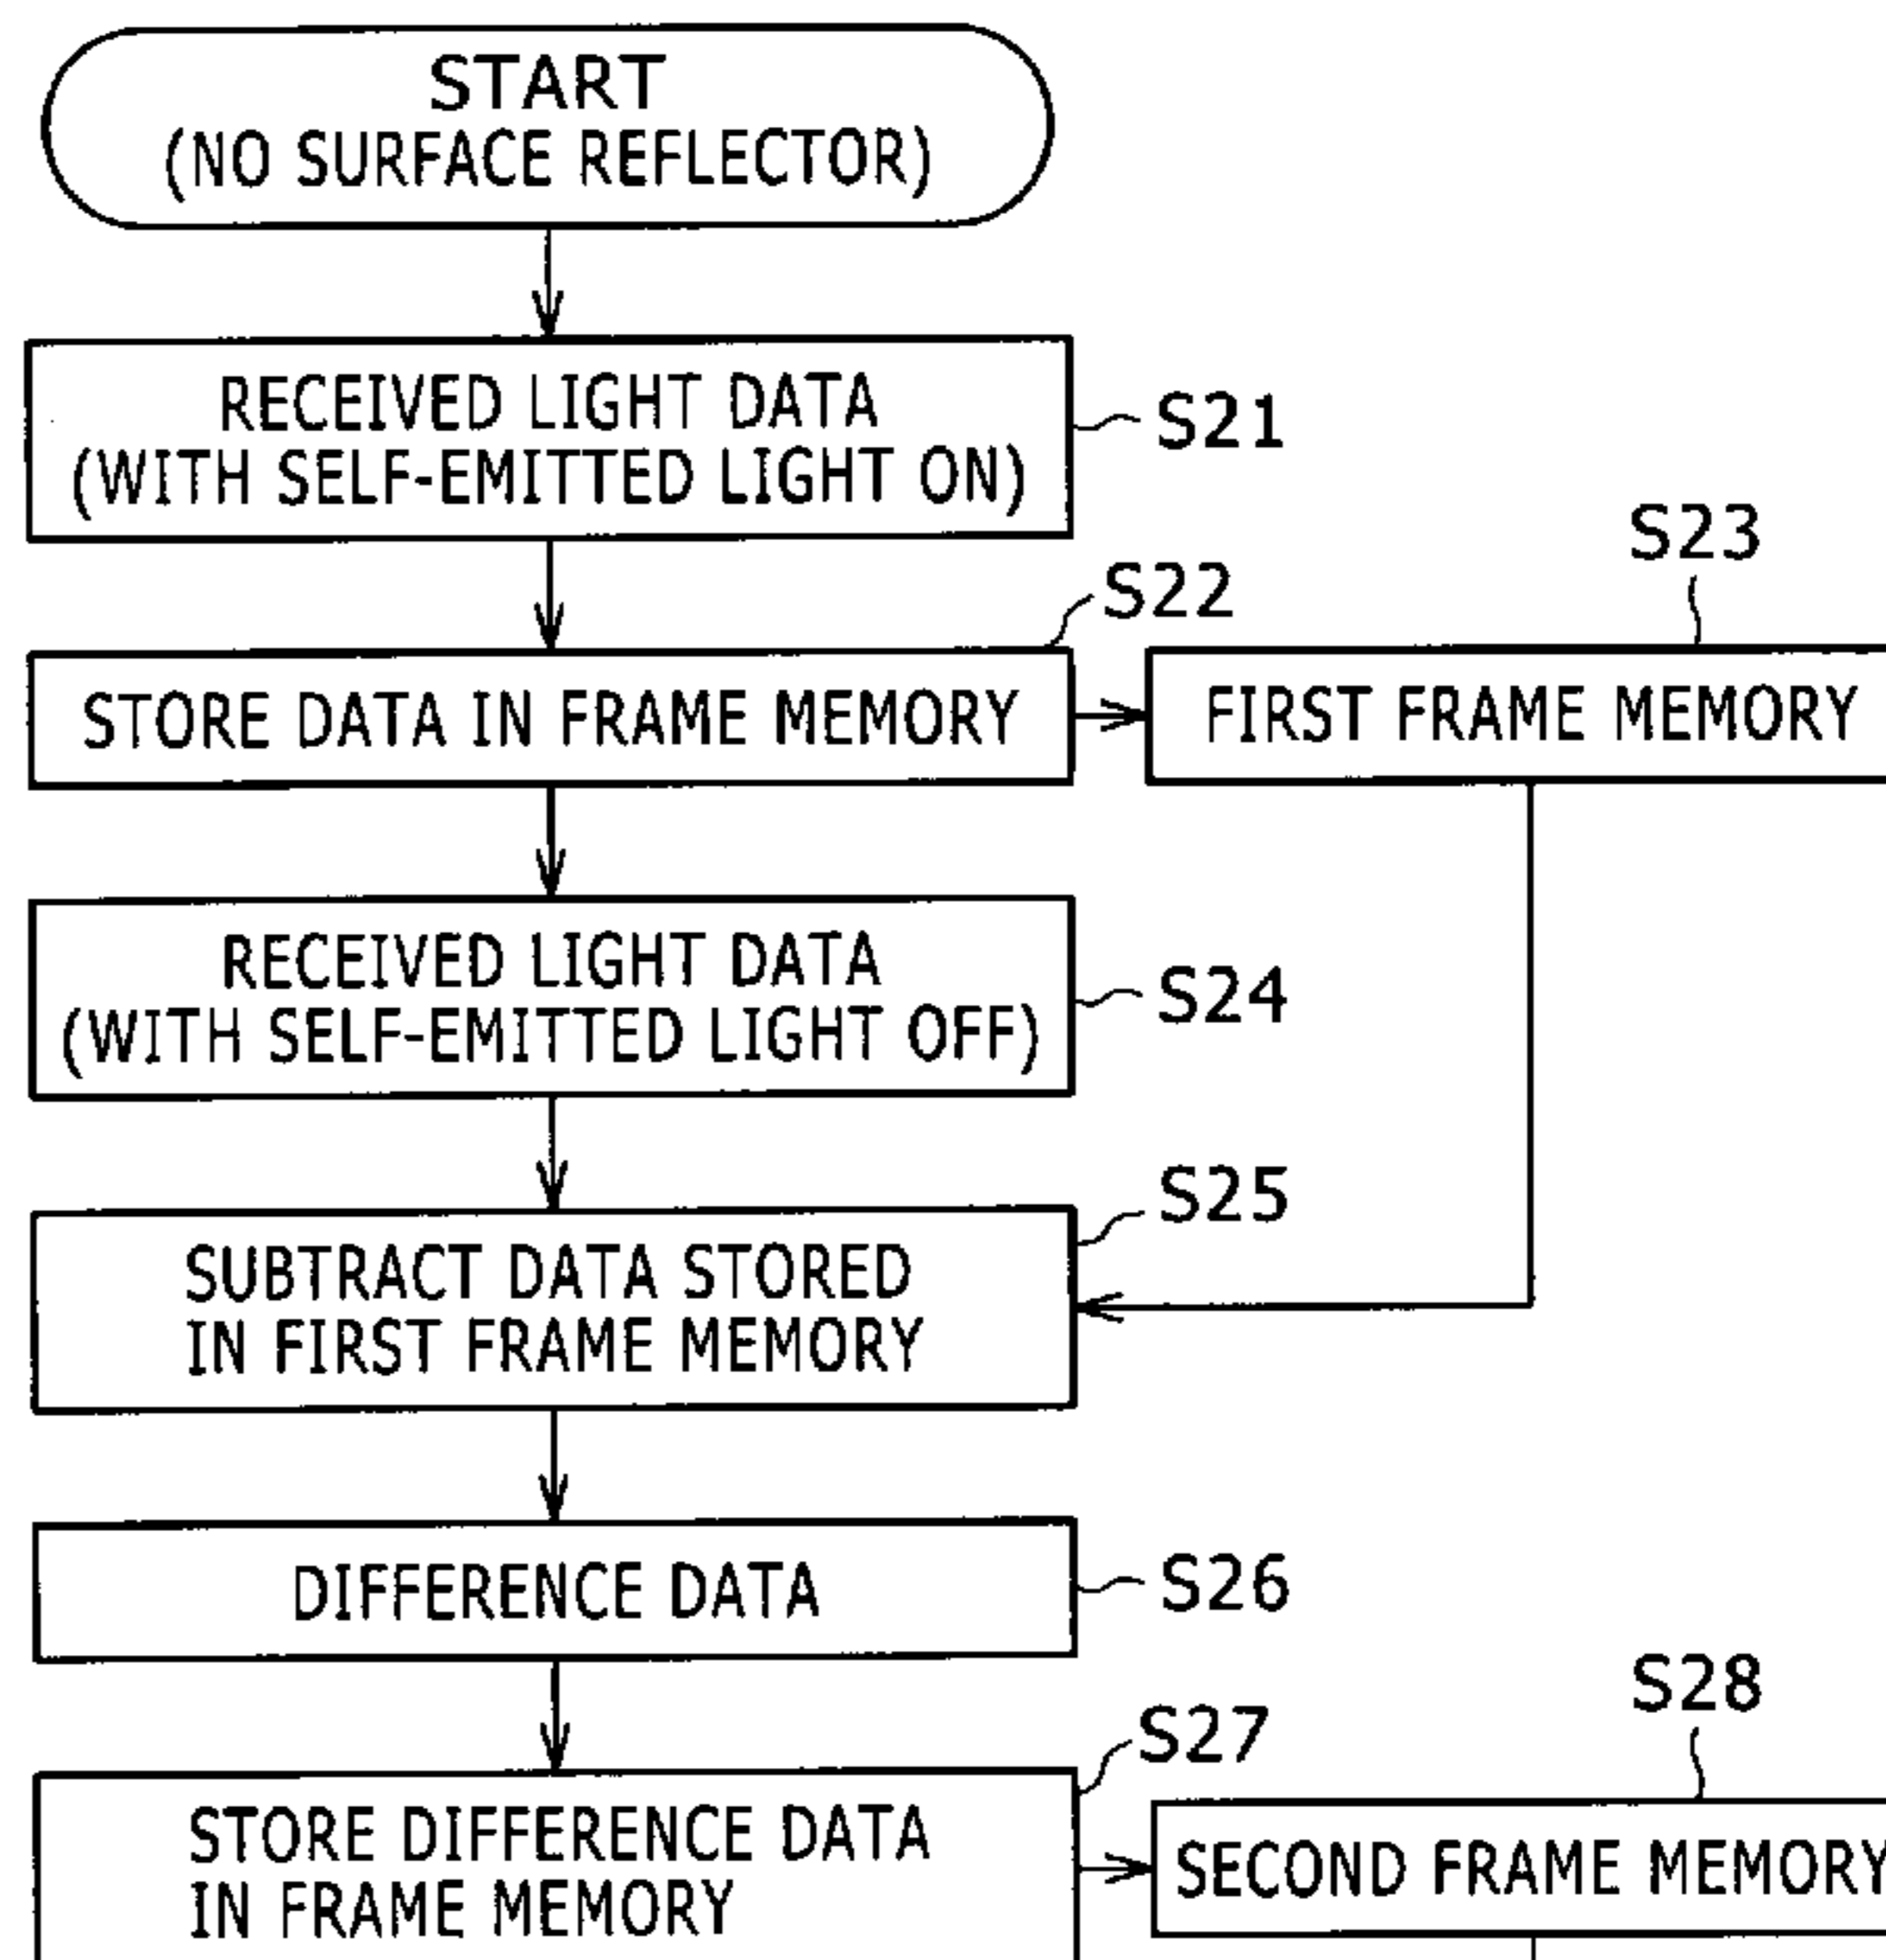 START
(NO SURFACE REFLECTOR)
RECEIVED LIGHT DATA
(WITH SELF-EMITTED LIGHT ON)
S21
S22
STORE DATA IN FRAME MEMORY
S23
FIRST FRAME MEMORY
RECEIVED LIGHT DATA
(WITH SELF-EMITTED LIGHT OFF)
S24
S25
SUBTRACT DATA STORED
IN FIRST FRAME MEMORY
DIFFERENCE DATA
S26
S27
STORE DIFFERENCE DATA
IN FRAME MEMORY
S28
SECOND FRAME MEMORY